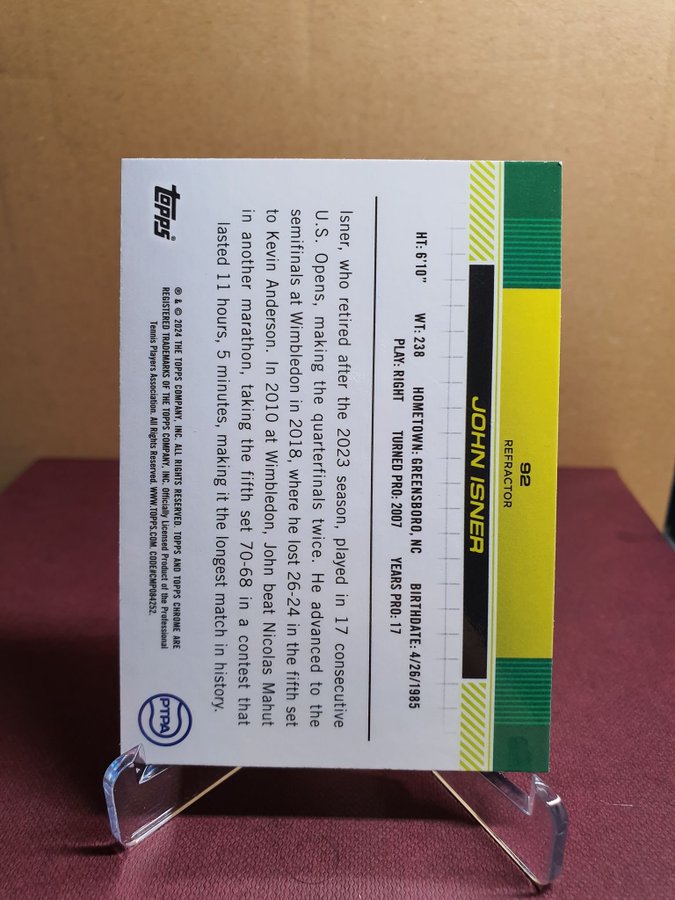 92
REFRACTOR
JOHN ISNER
HT: 6'10" WT: 238 HOMETOWN: GREENSBORO, NC BIRTHDATE: 4/26/1985
PLAY: RIGHT TURNED PRO: 2007 YEARS PRO: 17
Isner, who retired after the 2023 season, played in 17 consecutive
U.S. Opens, making the quarterfinals twice. He advanced to the
semifinals at Wimbledon in 2018, where he lost 26-24 in the fifth set
to Kevin Anderson. In 2010 at Wimbledon, John beat Nicolas Mahut
in another marathon, taking the fifth set 70-68 in a contest that
lasted 11 hours, 5 minutes, making it the longest match in history.
topps®
® & © 2024 THE TOPPS COMPANY, INC. ALL RIGHTS RESERVED. TOPPS AND TOPPS CHROME ARE
REGISTERED TRADEMARKS OF THE TOPPS COMPANY, INC. Officially Licensed Product of the Professional
Tennis Players Association. All Rights Reserved. WWW.TOPPS.COM. CODE#CMP084252.
PTPA